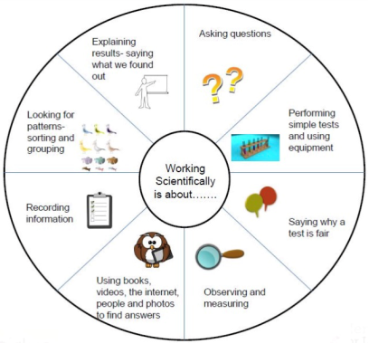 Asking questions
Performing
simple tests and
using
equipment
Saying why a
test is fair
Observing and
measuring
Using books,
videos, the internet,
people and photos
to find answers
Recording
information
Looking for
patterns-
sorting and
grouping
Explaining
results- saying
what we found
out
Working
Scientifically
is about…….